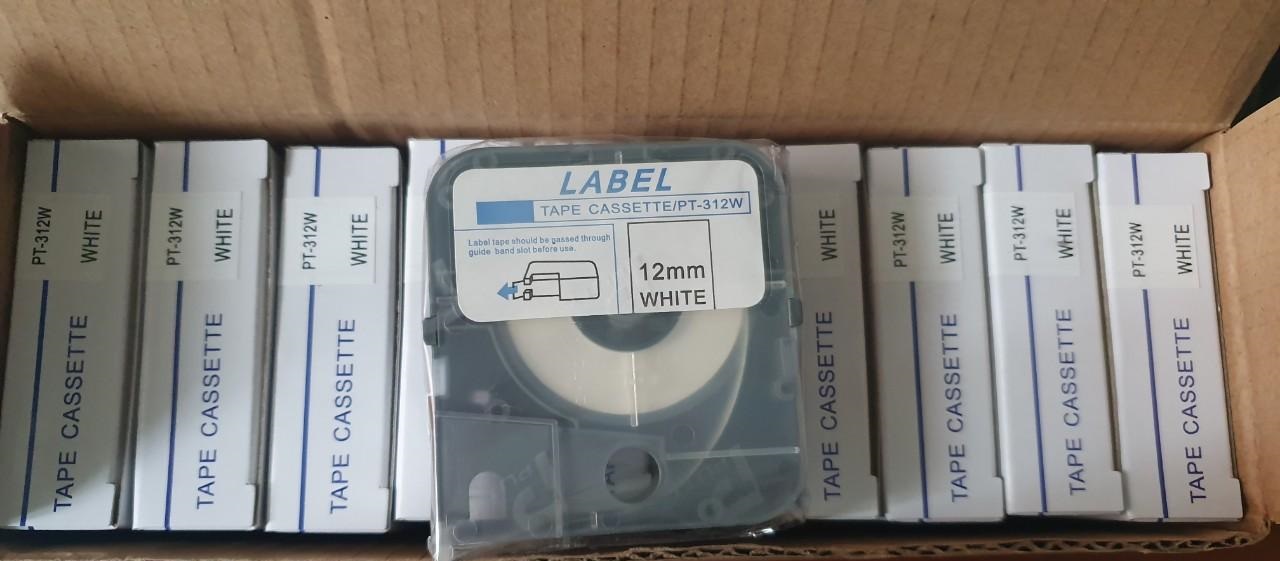 PT-312W
WHITE
TAPE CASSETTE
PT-312W
WHITE
TAPE CASSETTE
PT-312W
WHITE
TAPE CASSETTE
LABEL
TAPE CASSETTE/PT-312W
Label tape should be passed through
guide band slot before use.
12mm
WHITE
WHITE
TAPE CASSETTE
PT-312W
WHITE
TAPE CASSETTE
PT-312W
WHITE
TAPE CASSETTE
PT-312W
WHITE
TAPE CASSETTE